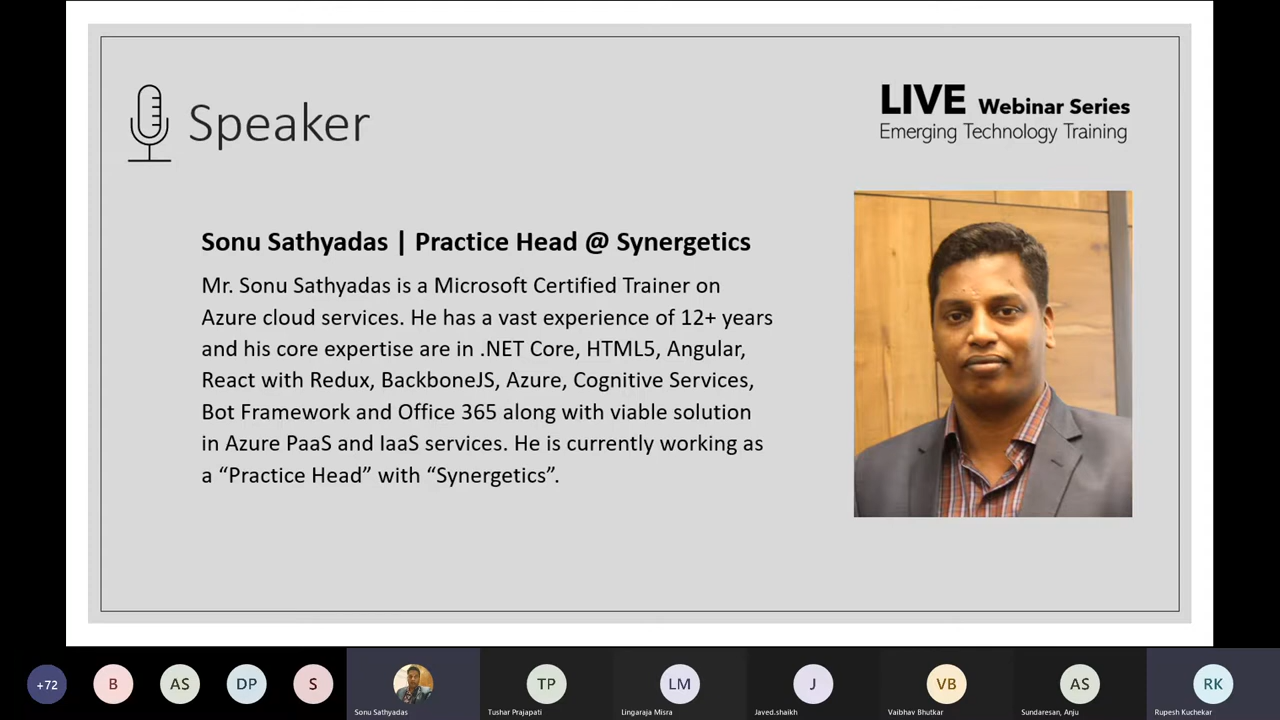 Speaker
LIVE Webinar Series
Emerging Technology Training
Sonu Sathyadas | Practice Head @ Synergetics
Mr. Sonu Sathyadas is a Microsoft Certified Trainer on
Azure cloud services. He has a vast experience of 12+ years
and his core expertise are in .NET Core, HTML5, Angular,
React with Redux, BackboneJS, Azure, Cognitive Services,
Bot Framework and Office 365 along with viable solution
in Azure PaaS and IaaS services. He is currently working as
a “Practice Head” with “Synergetics”.
+72
B
AS
DP
S
Sonu Sathyadas
TP
Tushar Prajapati
LM
Lingaraja Misra
J
Javed.shaikh
VB
Vaibhav Bhutkar
AS
Sundaresan, Anju
RK
Rupesh Kuchekar